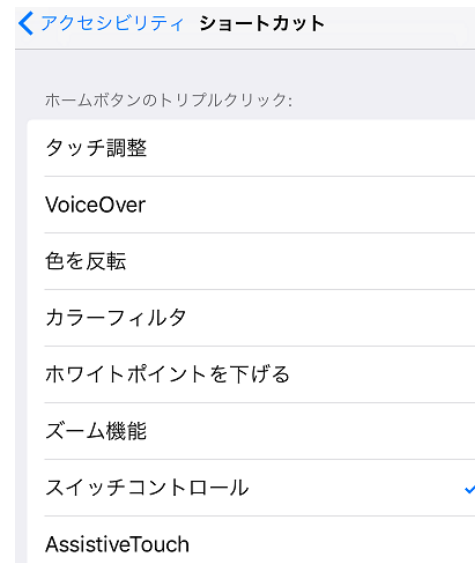 アクセシビリティ ショートカット
ホームボタンのトリプルクリック:
タッチ調整
VoiceOver
色を反転
カラーフィルタ
ホワイトポイントを下げる
ズーム機能
スイッチコントロール
AssistiveTouch